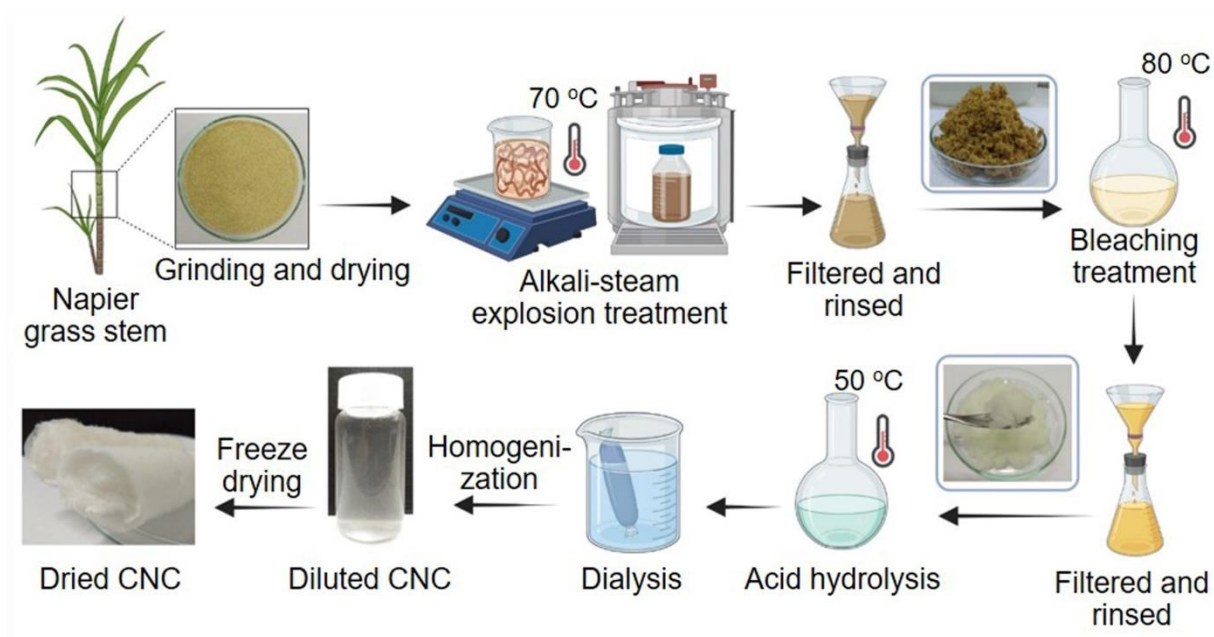 Napier
grass stem
Grinding and drying
70 ºC
Alkali-steam
explosion treatment
Filtered and
rinsed
80 ºC
Bleaching
treatment
Filtered and
rinsed
50 ºC
Acid hydrolysis
Dialysis
Homogeni-
zation
Diluted CNC
Freeze
drying
Dried CNC